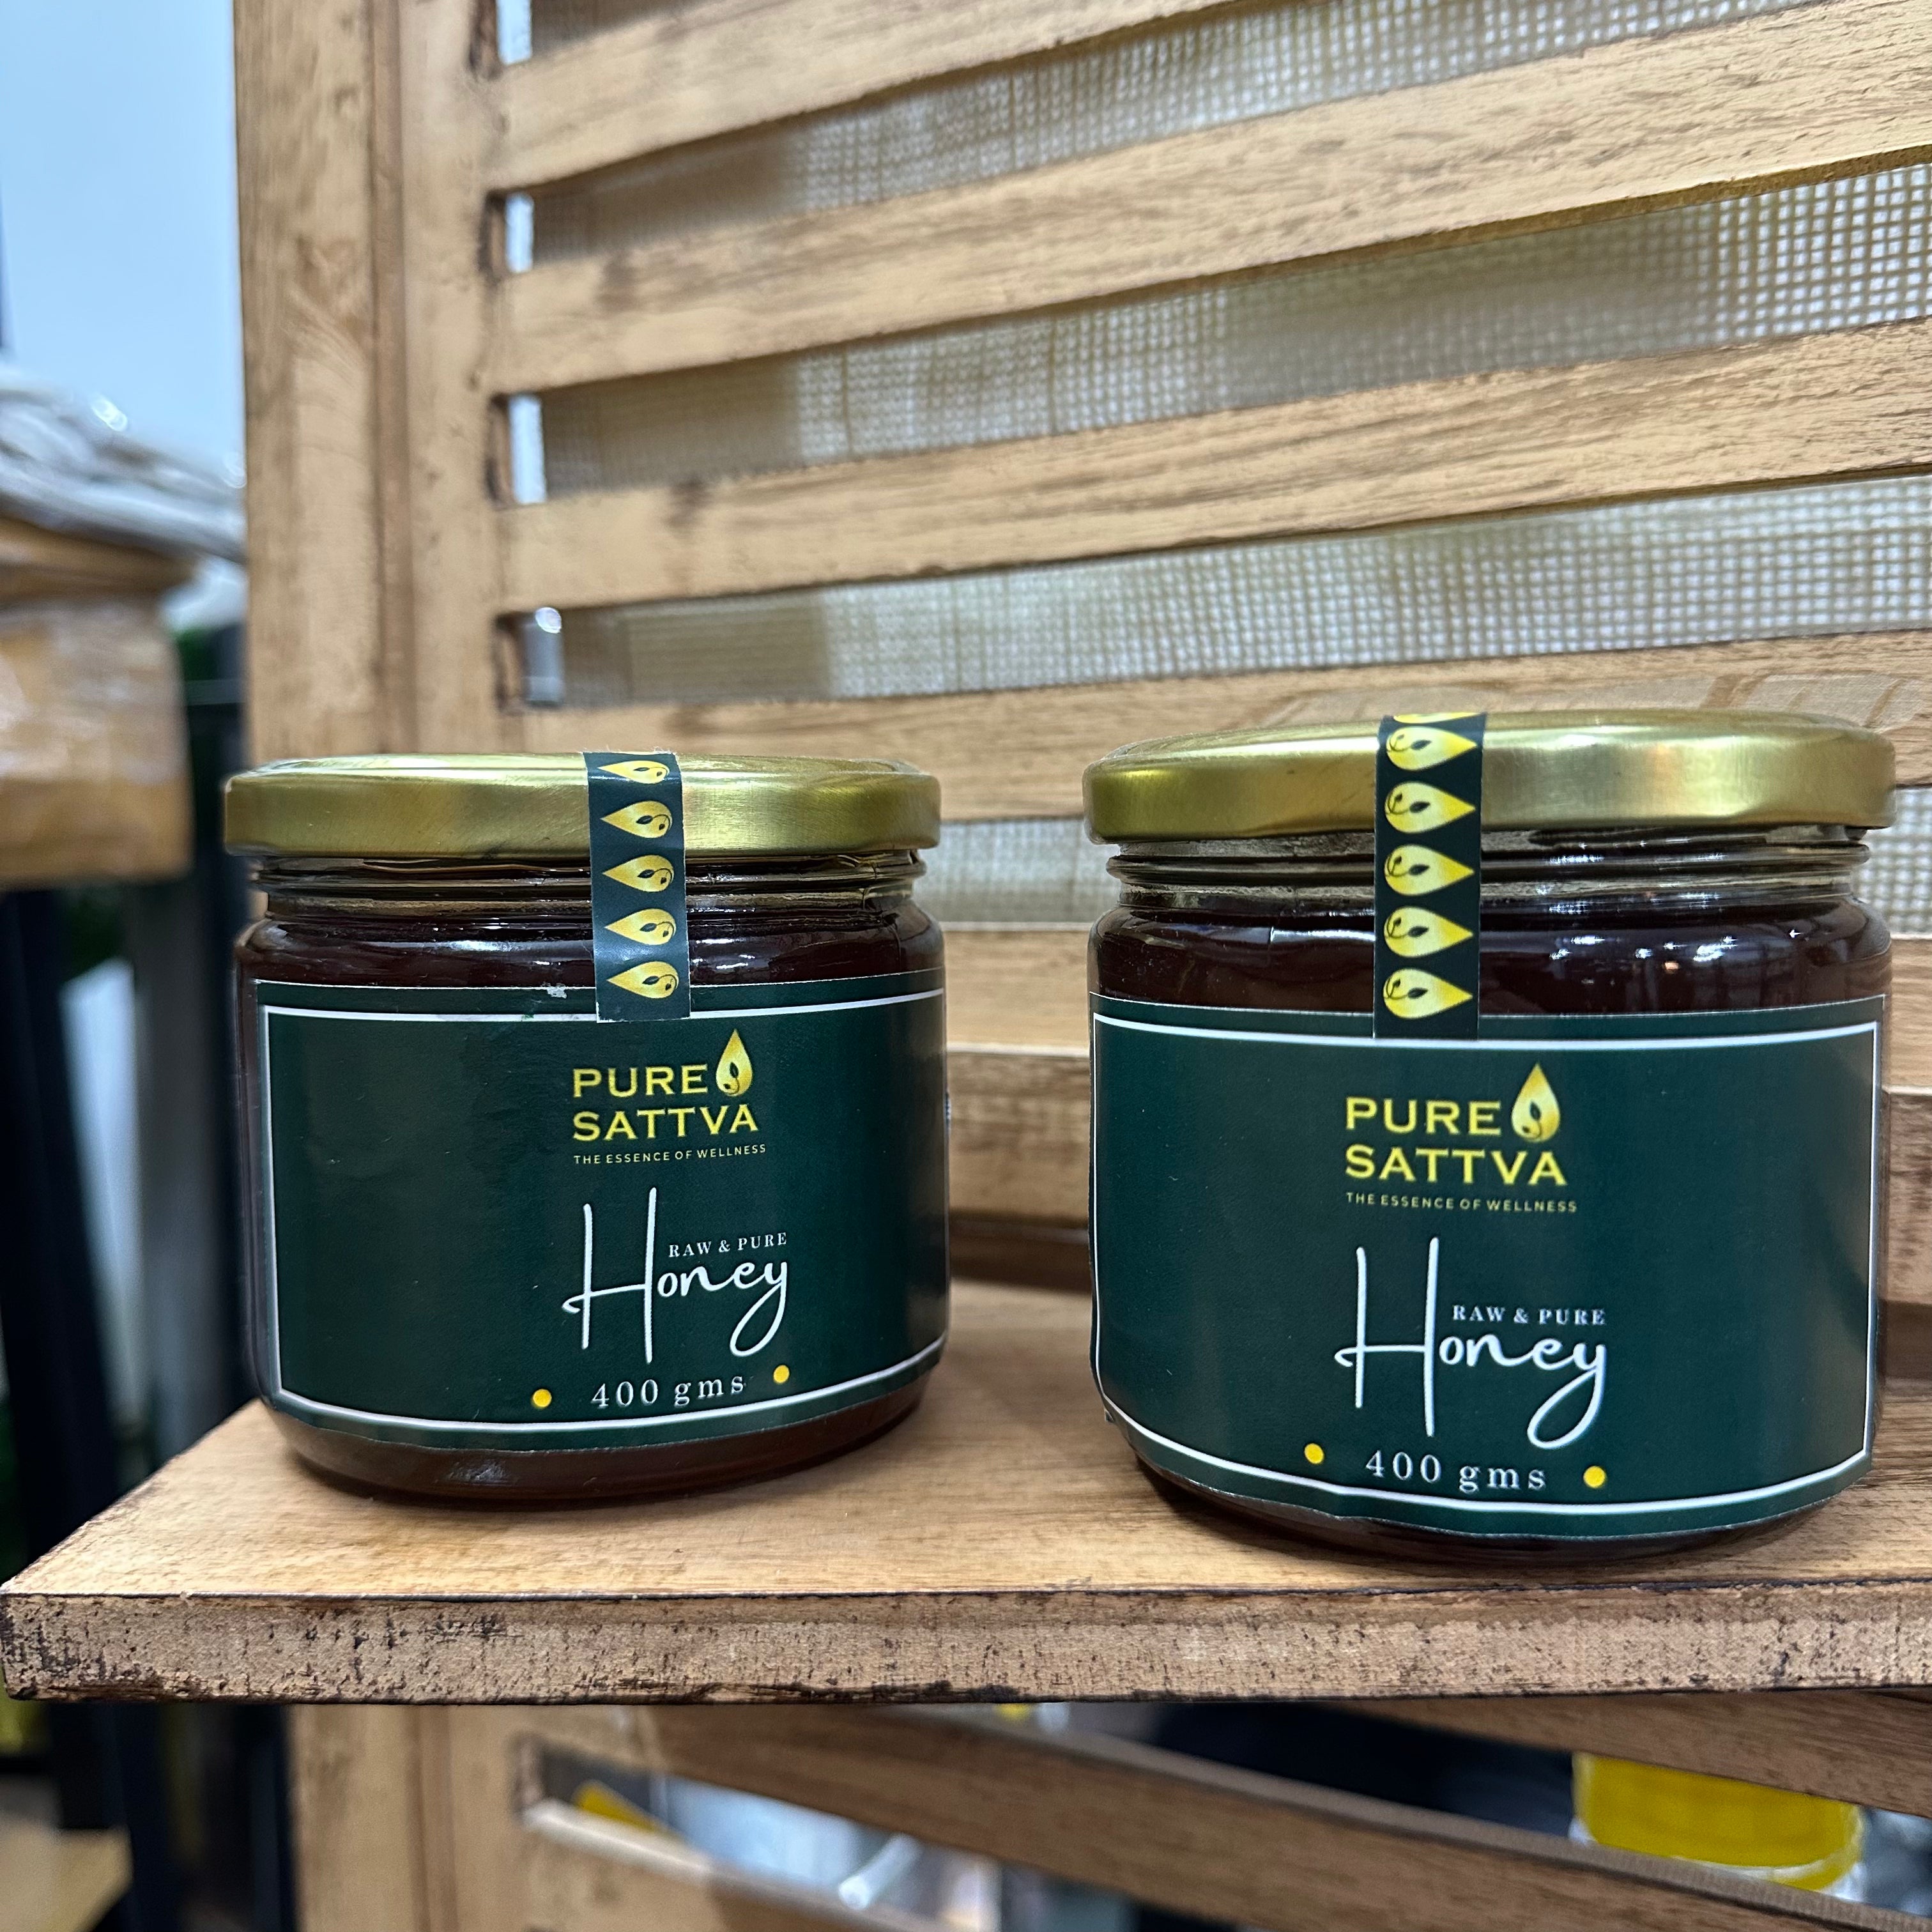 PURE
SATTVA
THE ESSENCE OF WELLNESS
RAW & PURE
Honey
400 gms
PURE
SATTVA
THE ESSENCE OF WELLNESS
RAW & PURE
Honey
400 gms